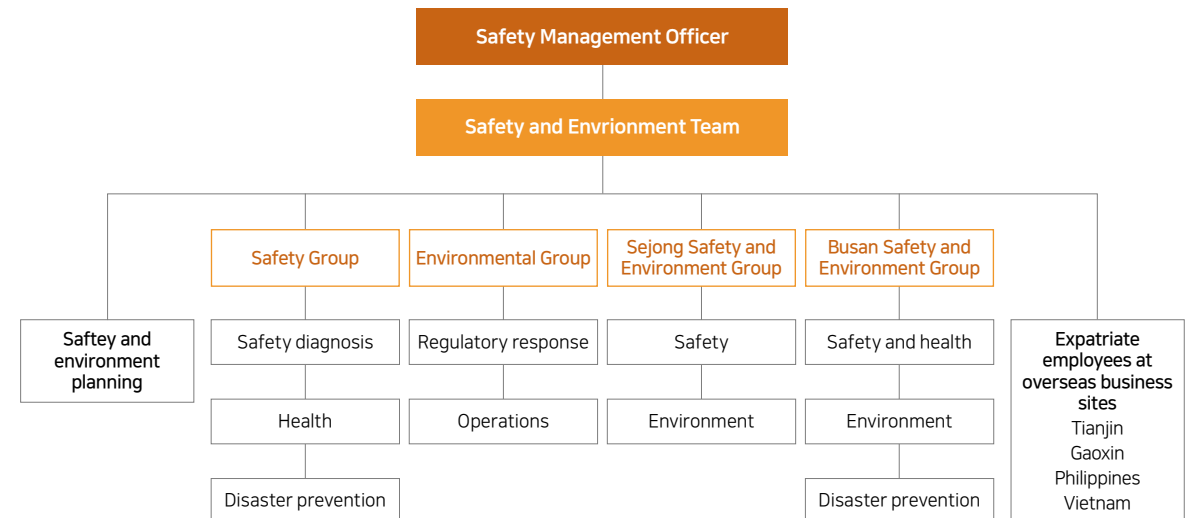 Safety Management Officer
Safety and Envrionment Team
Saftey and
environment
planning
Safety Group
Safety diagnosis
Health
Disaster prevention
Environmental Group
Regulatory response
Operations
Sejong Safety and
Environment Group
Safety
Environment
Busan Safety and
Environment Group
Safety and health
Environment
Disaster prevention
Expatriate
employees at
overseas business
sites
Tianjin
Gaoxin
Philippines
Vietnam